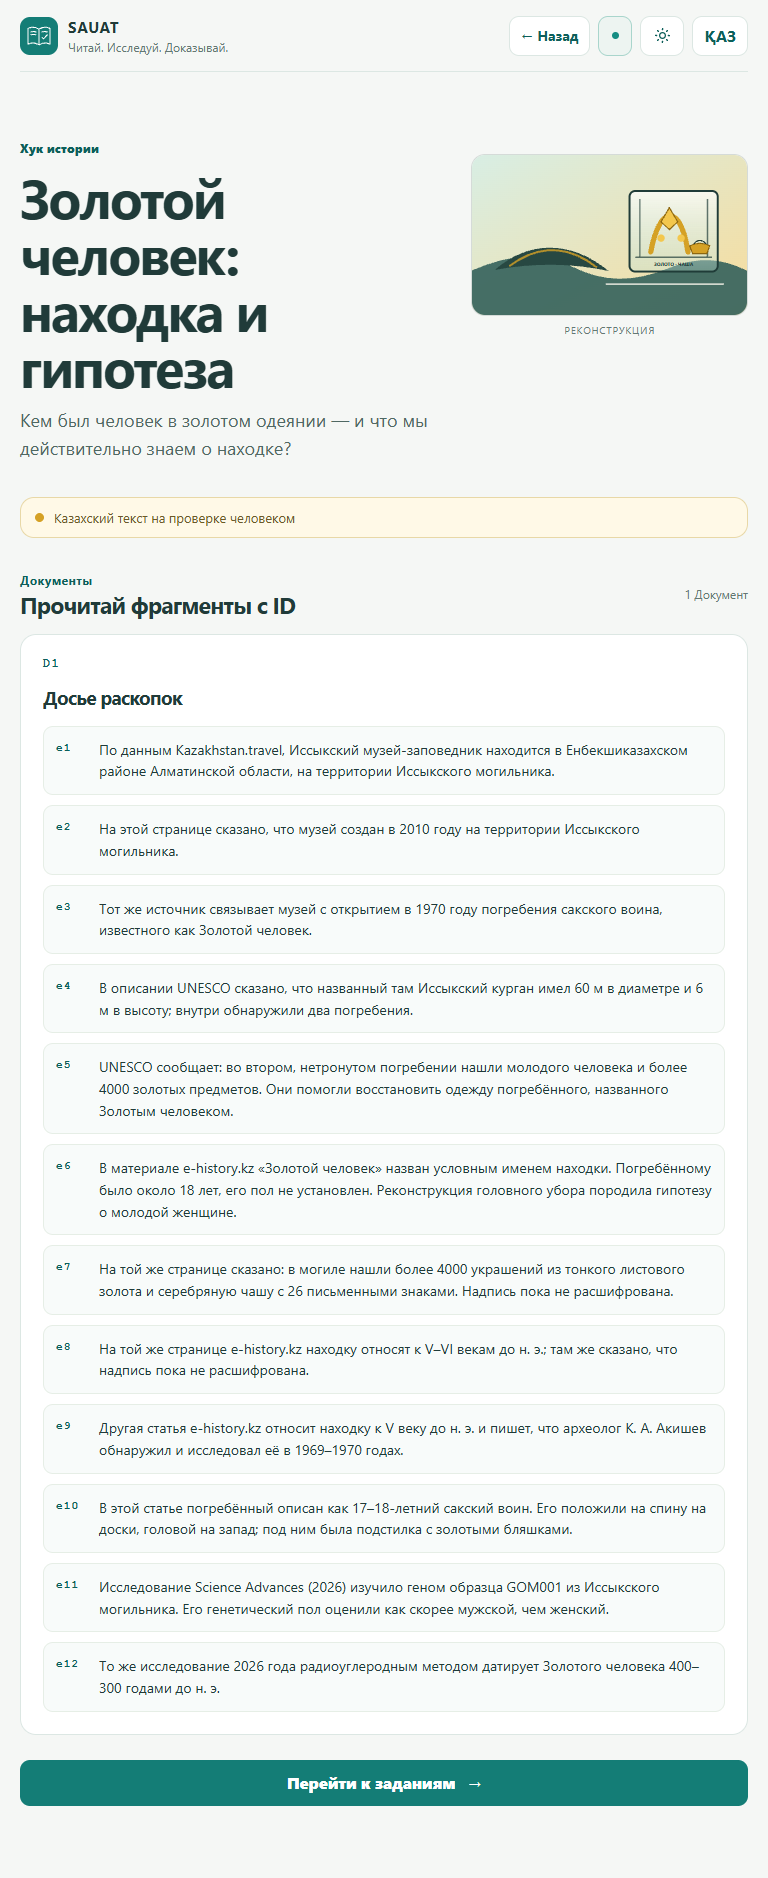 SAUAT
Читай. Исследуй. Доказывай.
← Назад
ҚАЗ
Хук истории
Золотой
человек:
находка и
гипотеза
Кем был человек в золотом одеянии — и что мы
действительно знаем о находке?
ЗОЛОТО · ЧАША
РЕКОНСТРУКЦИЯ
Казахский текст на проверке человеком
Документы
Прочитай фрагменты с ID
1 Документ
D1
Досье раскопок
e1 По данным Kazakhstan.travel, Иссыкский музей-заповедник находится в Енбекшиказахском
районе Алматинской области, на территории Иссыкского могильника.
e2 На этой странице сказано, что музей создан в 2010 году на территории Иссыкского
могильника.
e3 Тот же источник связывает музей с открытием в 1970 году погребения сакского воина,
известного как Золотой человек.
e4 В описании UNESCO сказано, что названный там Иссыкский курган имел 60 м в диаметре и 6
м в высоту; внутри обнаружили два погребения.
e5 UNESCO сообщает: во втором, нетронутом погребении нашли молодого человека и более
4000 золотых предметов. Они помогли восстановить одежду погребённого, названного
Золотым человеком.
e6 В материале e-history.kz «Золотой человек» назван условным именем находки. Погребённому
было около 18 лет, его пол не установлен. Реконструкция головного убора породила гипотезу
о молодой женщине.
e7 На той же странице сказано: в могиле нашли более 4000 украшений из тонкого листового
золота и серебряную чашу с 26 письменными знаками. Надпись пока не расшифрована.
e8 На той же странице e-history.kz находку относят к V–VI векам до н. э.; там же сказано, что
надпись пока не расшифрована.
e9 Другая статья e-history.kz относит находку к V веку до н. э. и пишет, что археолог К. А. Акишев
обнаружил и исследовал её в 1969–1970 годах.
e10 В этой статье погребённый описан как 17–18-летний сакский воин. Его положили на спину на
доски, головой на запад; под ним была подстилка с золотыми бляшками.
e11 Исследование Science Advances (2026) изучило геном образца GOM001 из Иссыкского
могильника. Его генетический пол оценили как скорее мужской, чем женский.
e12 То же исследование 2026 года радиоуглеродным методом датирует Золотого человека 400–
300 годами до н. э.
Перейти к заданиям →